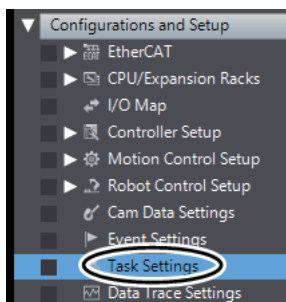 Configurations and Setup
EtherCAT
CPU/Expansion Racks
I/O Map
Controller Setup
Motion Control Setup
Robot Control Setup
Cam Data Settings
Event Settings
Task Settings
Data Trace Settings